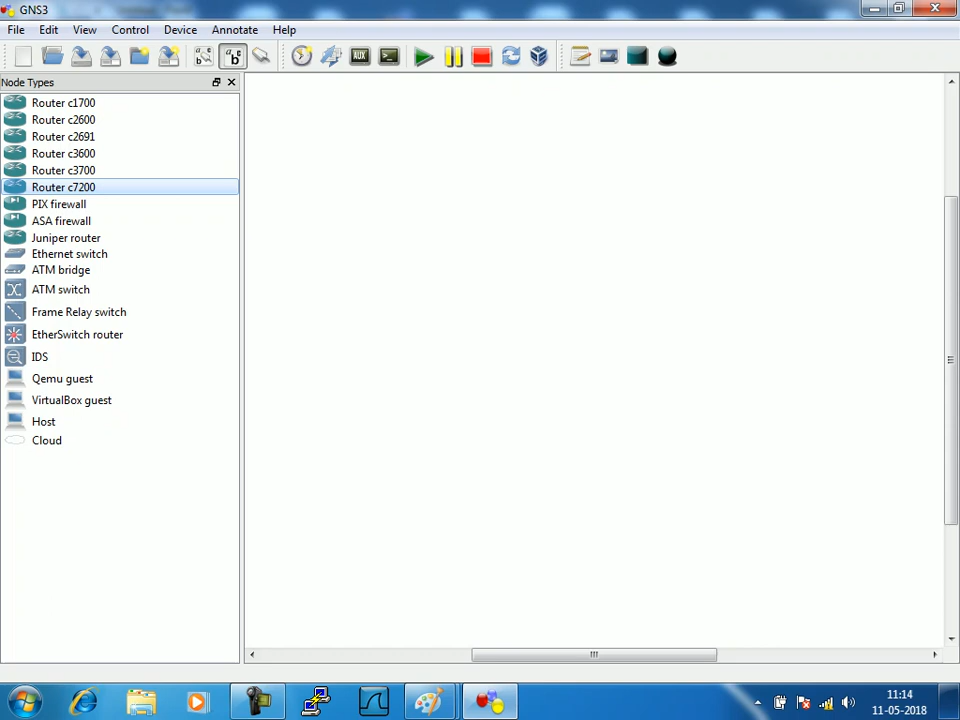 GNS3
File Edit View Control Device Annotate Help
AUX
Node Types
Router c1700
Router c2600
Router c2691
Router c3600
Router c3700
Router c7200
PIX firewall
ASA firewall
Juniper router
Ethernet switch
ATM bridge
ATM switch
Frame Relay switch
EtherSwitch router
IDS
Qemu guest
VirtualBox guest
Host
Cloud
11:14
11-05-2018